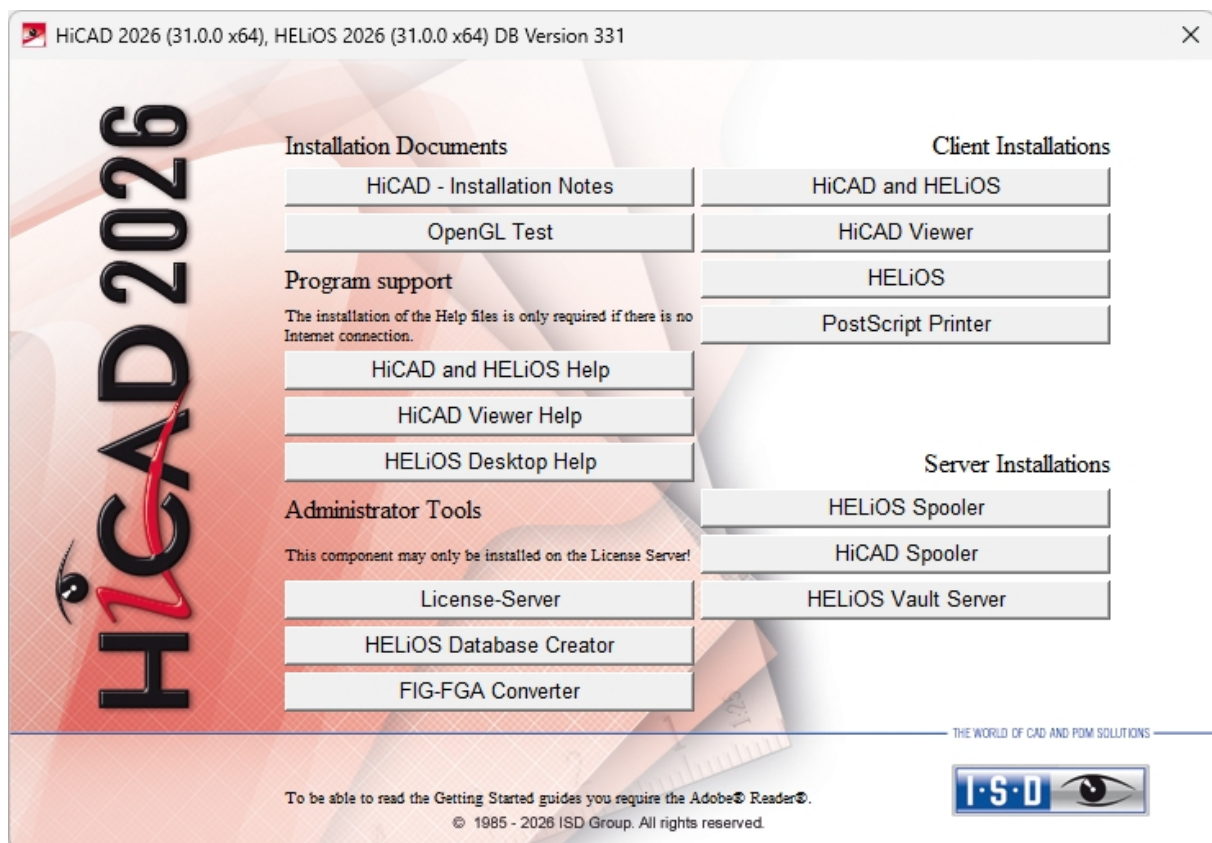 HiCAD 2026 (31.0.0 x64), HELiOS 2026 (31.0.0 x64) DB Version 331
HiCAD 2026
Installation Documents
HiCAD - Installation Notes
OpenGL Test
Program support
The installation of the Help files is only required if there is no
Internet connection.
HiCAD and HELiOS Help
HiCAD Viewer Help
HELiOS Desktop Help
Administrator Tools
This component may only be installed on the License Server!
License-Server
HELiOS Database Creator
FIG-FGA Converter
Client Installations
HiCAD and HELiOS
HiCAD Viewer
HELiOS
PostScript Printer
Server Installations
HELiOS Spooler
HiCAD Spooler
HELiOS Vault Server
1:25
1
THE WORLD OF CAD AND PDM SOLUTIONS
I·S·D
To be able to read the Getting Started guides you require the Adobe® Reader®.
© 1985 - 2026 ISD Group. All rights reserved.